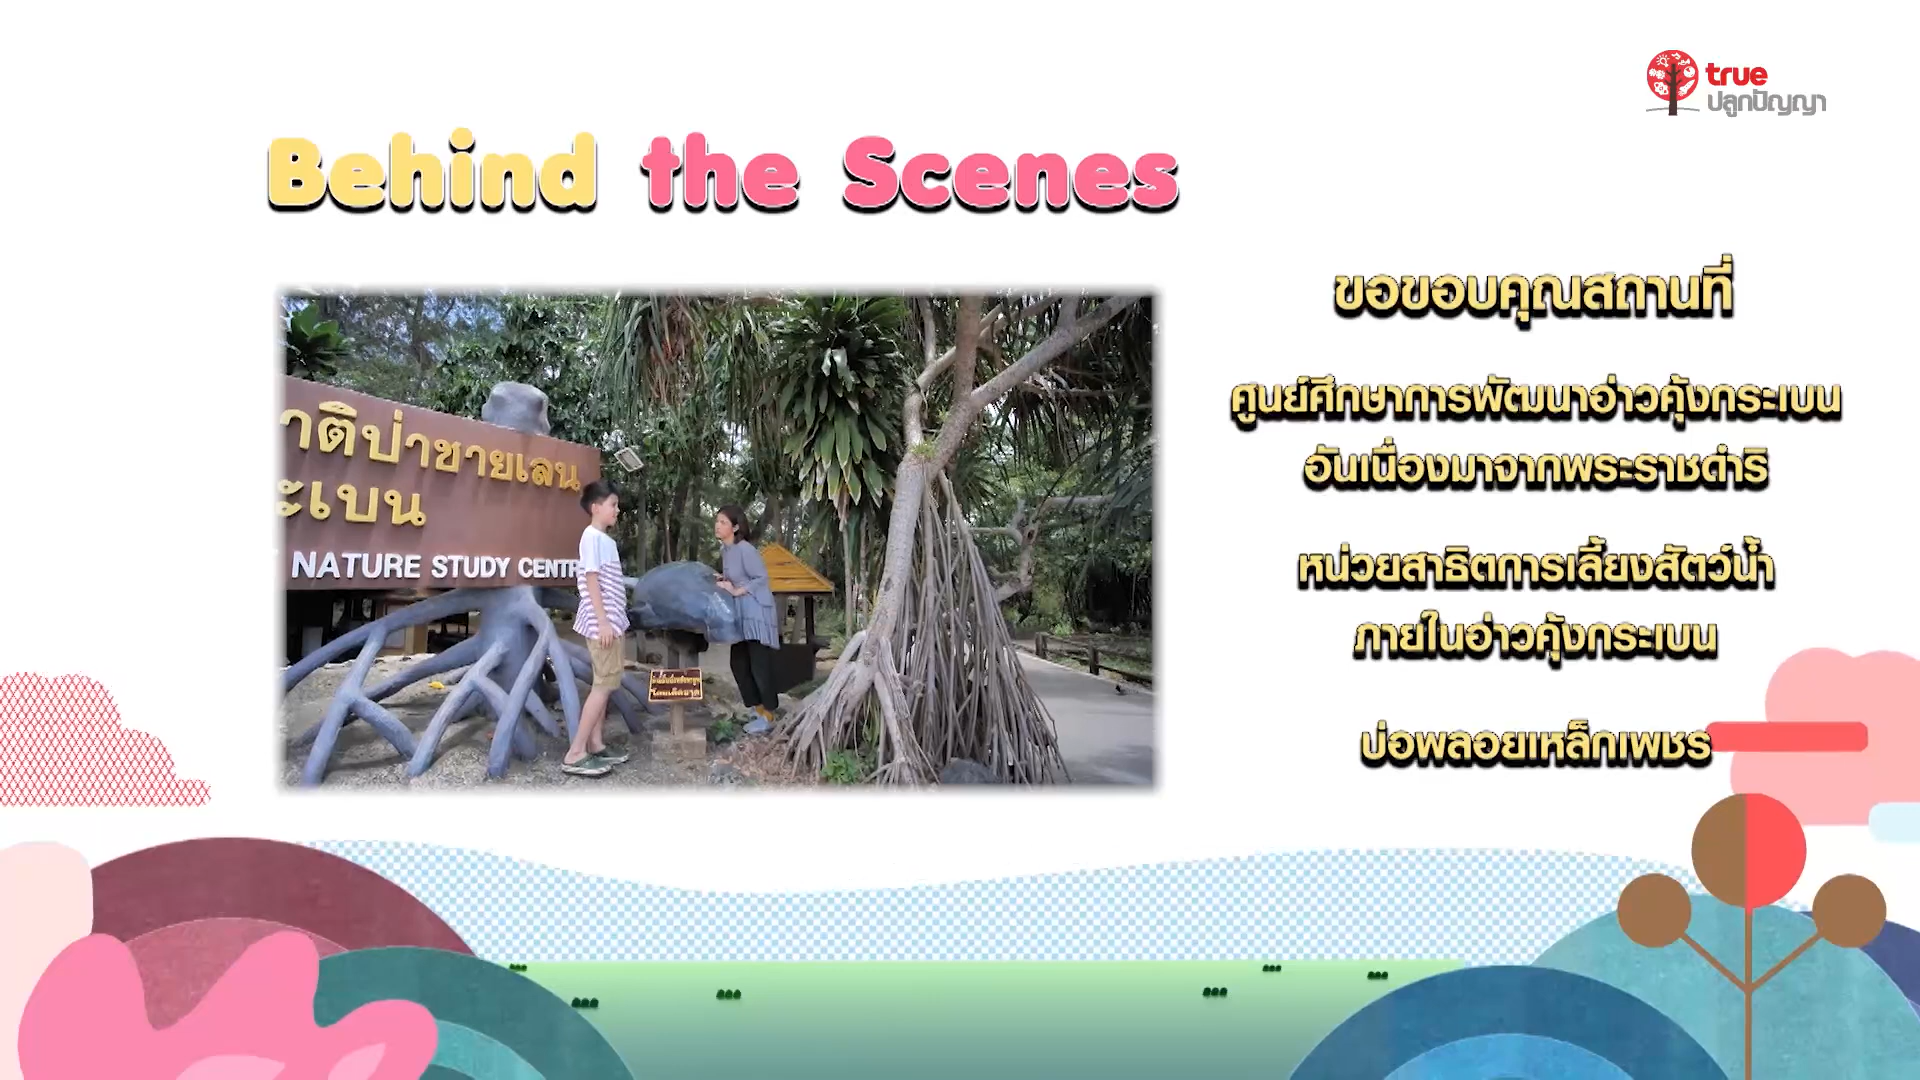 true
ปลูกปัญญา
Behind the Scenes
ขอขอบคุณสถานที่
ศูนย์ศึกษาการพัฒนาอ่าวคุ้งกระเบน
อันเนื่องมาจากพระราชดำริ
หน่วยสาธิตการเลี้ยงสัตว์น้ำ
ภายในอ่าวคุ้งกระเบน
บ่อพลอยเหล็กเพชร
าติป่าชายเลน
ะเบน
NATURE STUDY CENTR